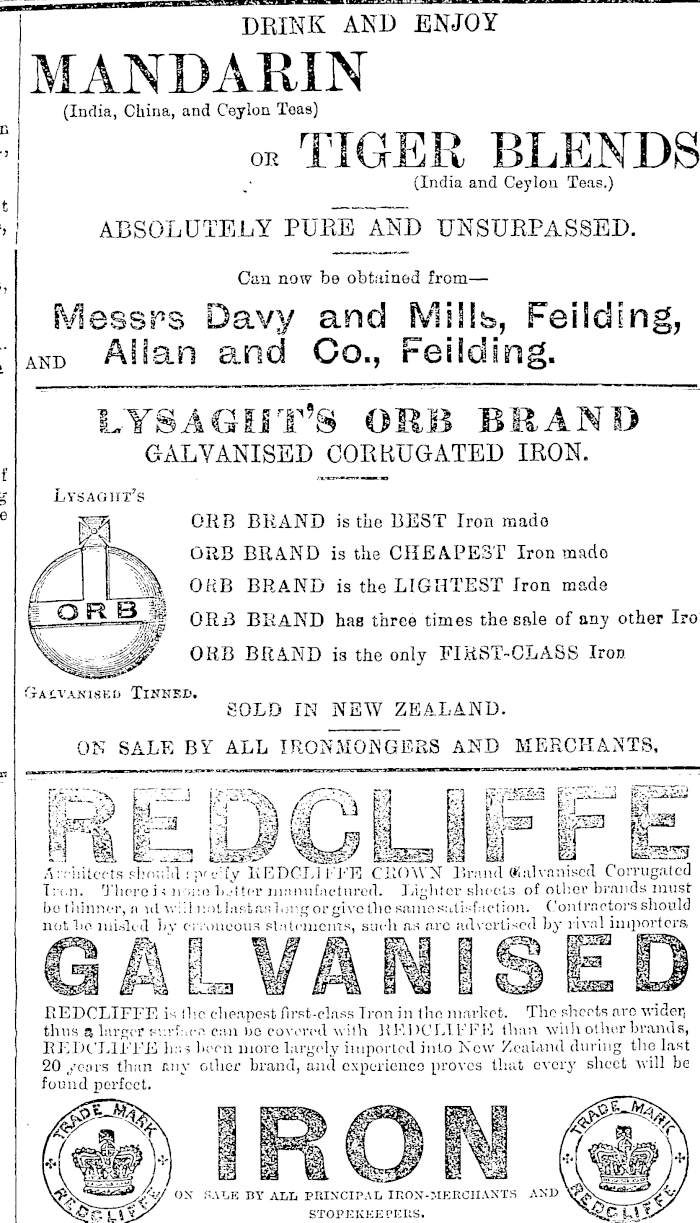 DRINK AND ENJOY
MANDARIN
(India, China, and Ceylon Teas)
OR TIGER BLENDS
(India and Ceylon Teas.)
ABSOLUTELY PURE AND UNSURPASSED.
Can now be obtained from—
Messrs Davy and Mills, Feilding,
AND Allan and Co., Feilding.
LYSAGHT'S ORB BRAND
GALVANISED CORRUGATED IRON.
LYSAGHT'S
ORB
GALVANISED TINNED.
ORB BRAND is the BEST Iron made
ORB BRAND is the CHEAPEST Iron made
ORB BRAND is the LIGHTEST Iron made
ORB BRAND has three times the sale of any other Iro
ORB BRAND is the only FIRST-CLASS Iron
SOLD IN NEW ZEALAND.
ON SALE BY ALL IRONMONGERS AND MERCHANTS,
REDCLIFFE
Architects should specify REDCLIFFE CROWN Brand Galvanised Corrugated
Iron. There is none better manufactured. Lighter sheets of other brands must
be thinner, and will not last as long or give the same satisfaction. Contractors should
not be misled by erroneous statements, such as are advertised by rival importers
GALVANISED
REDCLIFFE is the cheapest first-class Iron in the market. The sheets are wider,
thus a larger surface can be covered with REDCLIFFE than with other brands,
REDCLIFFE has been more largely imported into New Zealand during the last
20 years than any other brand, and experience proves that every sheet will be
found perfect.
IRON
TRADE MARK
REDCLIFFE
TRADE MARK
REDCLIFFE
ON SALE BY ALL PRINCIPAL IRON-MERCHANTS AND
STOREKEEPERS.